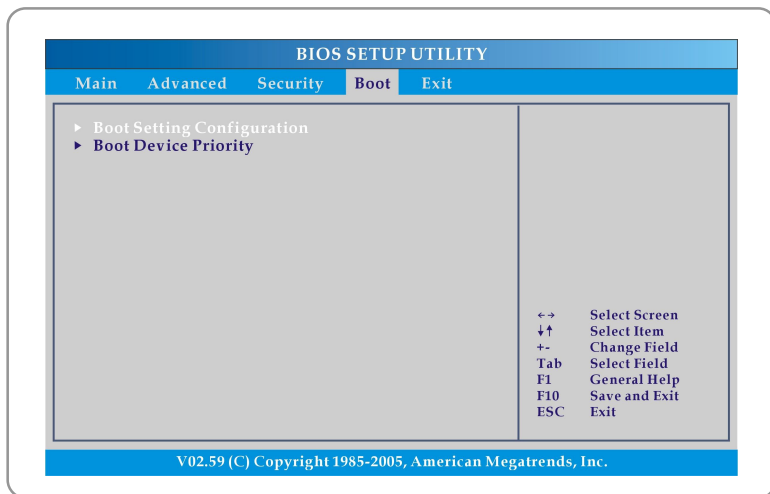 BIOS SETUP UTILITY
Main Advanced Security Boot Exit
▶ Boot Setting Configuration
▶ Boot Device Priority
←→ Select Screen
↓↑ Select Item
+- Change Field
Tab Select Field
F1 General Help
F10 Save and Exit
ESC Exit
V02.59 (C) Copyright 1985-2005, American Megatrends, Inc.